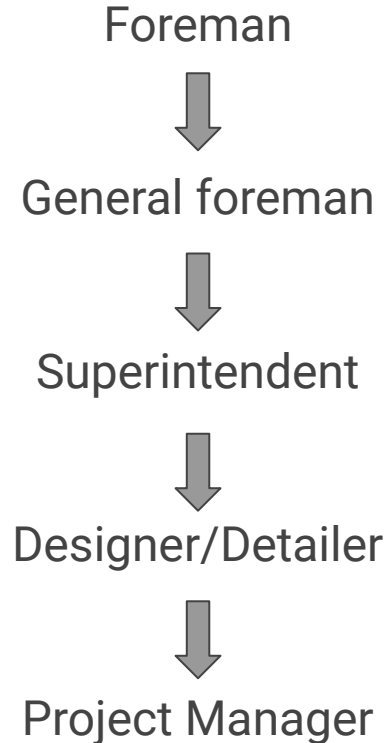 Foreman
General foreman
Superintendent
Designer/Detailer
Project Manager